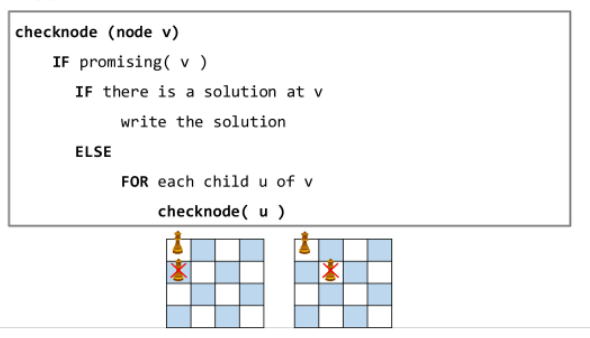 checknode (node v)
IF promising( v )
IF there is a solution at v
write the solution
ELSE
FOR each child u of v
checknode( u )